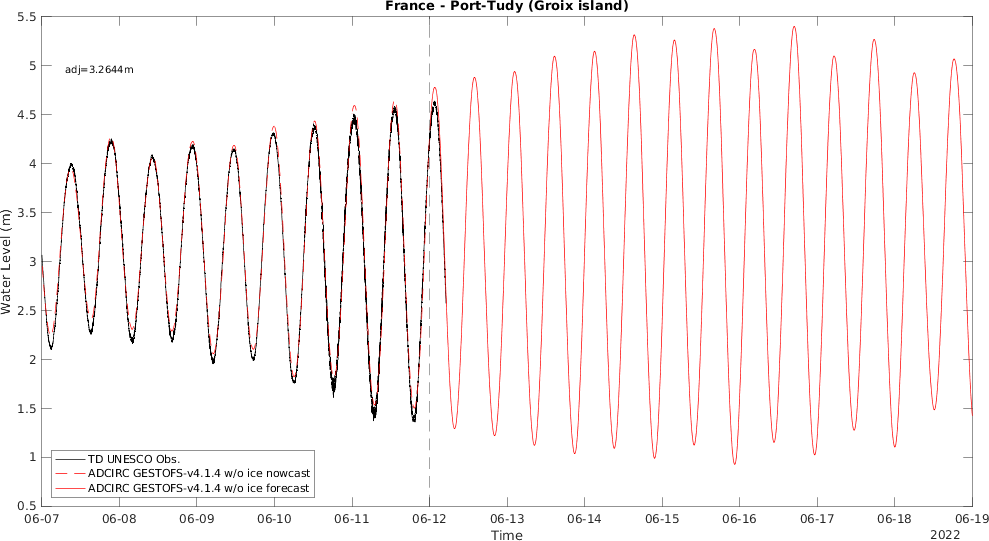 France - Port-Tudy (Groix island)
5.5
5
4.5
4
3.5
3
2.5
2
1.5
1
0.5
Water Level (m)
adj=3.2644m
TD UNESCO Obs.
ADCIRC GESTOFS-v4.1.4 w/o ice nowcast
ADCIRC GESTOFS-v4.1.4 w/o ice forecast
06-07 06-08 06-09 06-10 06-11 06-12 06-13 06-14 06-15 06-16 06-17 06-18 06-19
Time
2022